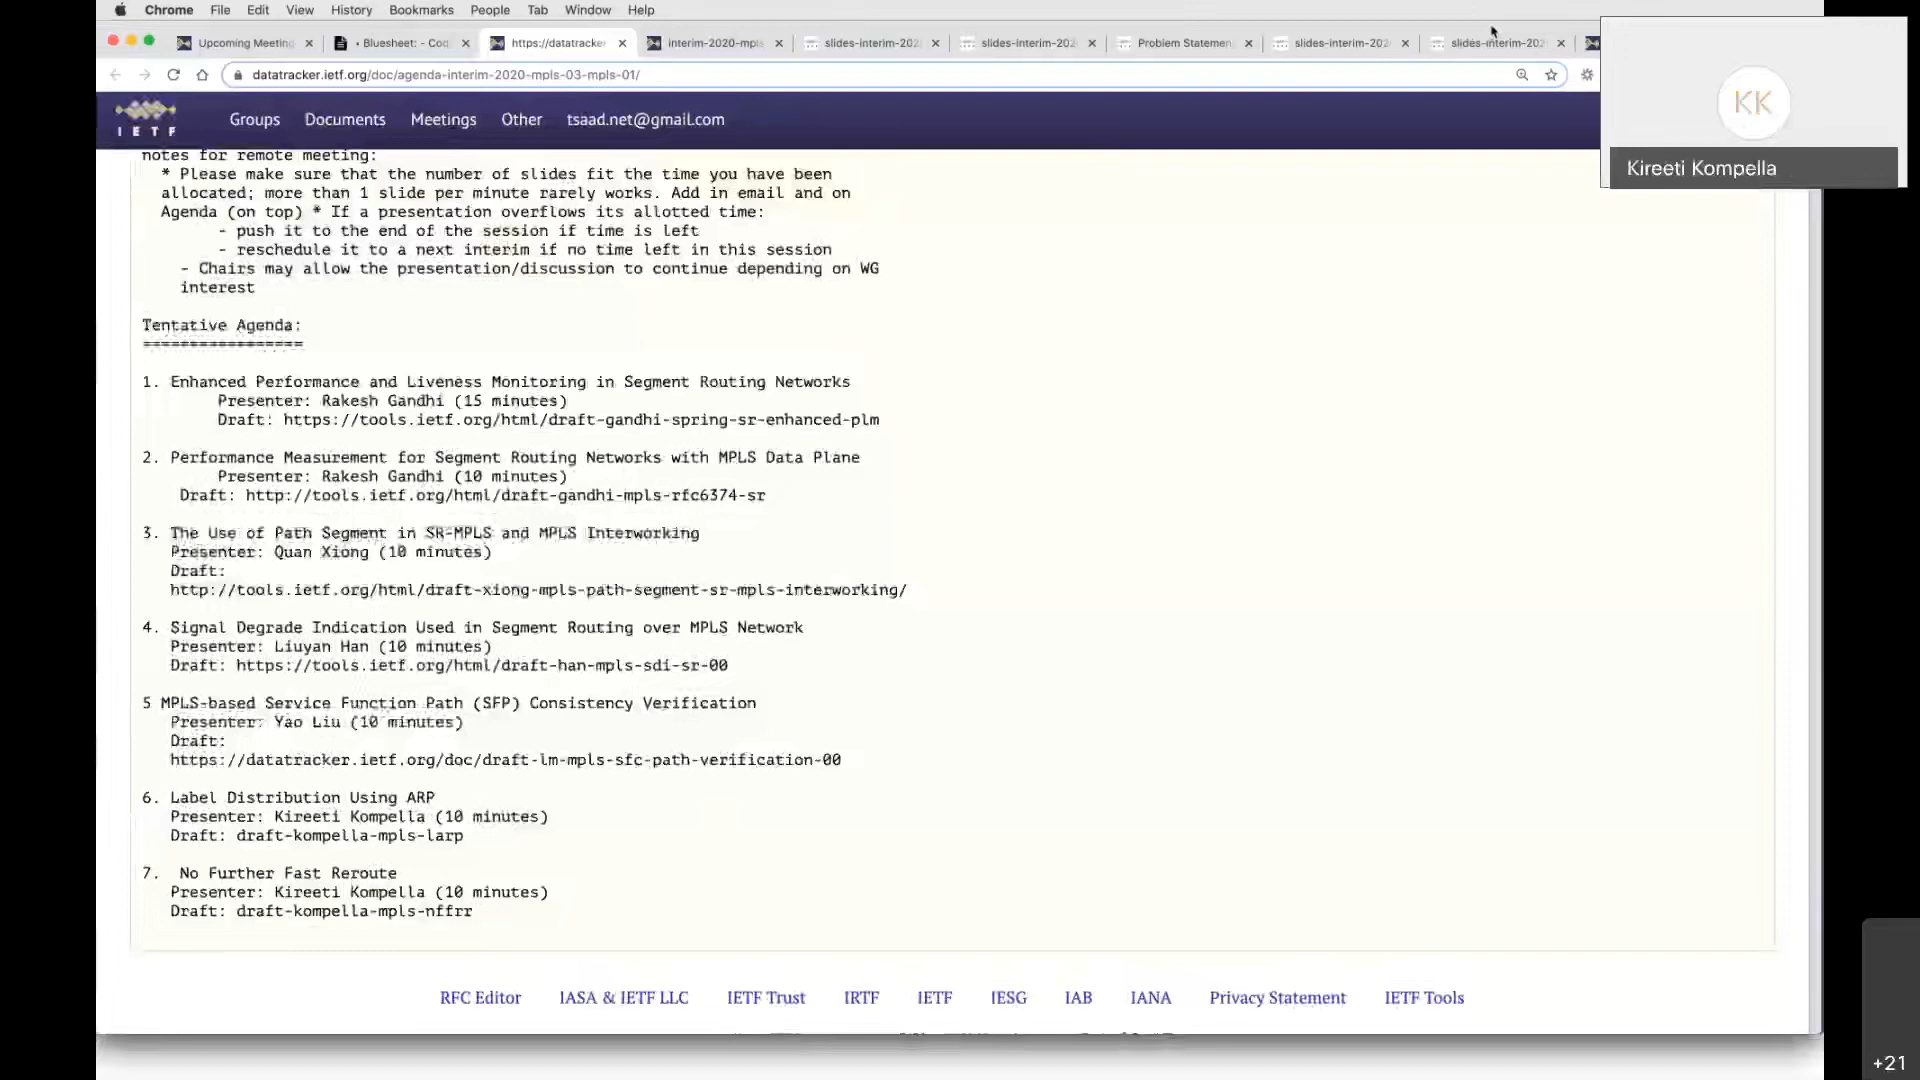 Chrome File Edit View History Bookmarks People Tab Window Help
Upcoming Meeting × • Bluesheet: - Cod × https://datatracker × interim-2020-mpls × slides-interim-202 × slides-interim-202 × Problem Statement × slides-interim-202 × slides-interim-202 ×
datatracker.ietf.org/doc/agenda-interim-2020-mpls-03-mpls-01/
KK
Kireeti Kompella
IETF Groups Documents Meetings Other tsaad.net@gmail.com
notes for remote meeting:
* Please make sure that the number of slides fit the time you have been
allocated; more than 1 slide per minute rarely works. Add in email and on
Agenda (on top) * If a presentation overflows its allotted time:
- push it to the end of the session if time is left
- reschedule it to a next interim if no time left in this session
- Chairs may allow the presentation/discussion to continue depending on WG
interest
Tentative Agenda:
=================
1. Enhanced Performance and Liveness Monitoring in Segment Routing Networks
Presenter: Rakesh Gandhi (15 minutes)
Draft: https://tools.ietf.org/html/draft-gandhi-spring-sr-enhanced-plm
2. Performance Measurement for Segment Routing Networks with MPLS Data Plane
Presenter: Rakesh Gandhi (10 minutes)
Draft: http://tools.ietf.org/html/draft-gandhi-mpls-rfc6374-sr
3. The Use of Path Segment in SR-MPLS and MPLS Interworking
Presenter: Quan Xiong (10 minutes)
Draft:
http://tools.ietf.org/html/draft-xiong-mpls-path-segment-sr-mpls-interworking/
4. Signal Degrade Indication Used in Segment Routing over MPLS Network
Presenter: Liuyan Han (10 minutes)
Draft: https://tools.ietf.org/html/draft-han-mpls-sdi-sr-00
5 MPLS-based Service Function Path (SFP) Consistency Verification
Presenter: Yao Liu (10 minutes)
Draft:
https://datatracker.ietf.org/doc/draft-lm-mpls-sfc-path-verification-00
6. Label Distribution Using ARP
Presenter: Kireeti Kompella (10 minutes)
Draft: draft-kompella-mpls-larp
7. No Further Fast Reroute
Presenter: Kireeti Kompella (10 minutes)
Draft: draft-kompella-mpls-nffrr
RFC Editor IASA & IETF LLC IETF Trust IRTF IETF IESG IAB IANA Privacy Statement IETF Tools
+21